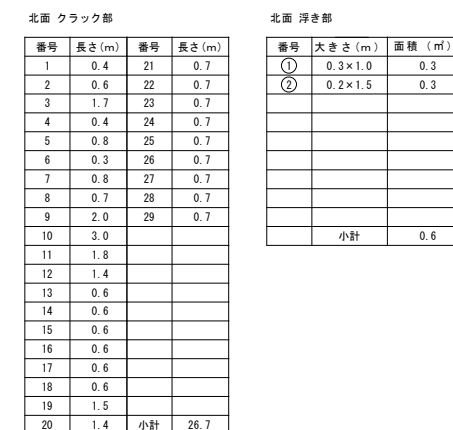 北面 クラック部
番号 長さ(m) 番号 長さ(m)
1 0.4 21 0.7
2 0.6 22 0.7
3 1.7 23 0.7
4 0.4 24 0.7
5 0.8 25 0.7
6 0.3 26 0.7
7 0.8 27 0.7
8 0.7 28 0.7
9 2.0 29 0.7
10 3.0
11 1.8
12 1.4
13 0.6
14 0.6
15 0.6
16 0.6
17 0.6
18 0.6
19 1.5
20 1.4 小計 26.7
北面 浮き部
番号 大きさ(m) 面積 (㎡)
① 0.3×1.0 0.3
② 0.2×1.5 0.3
小計 0.6